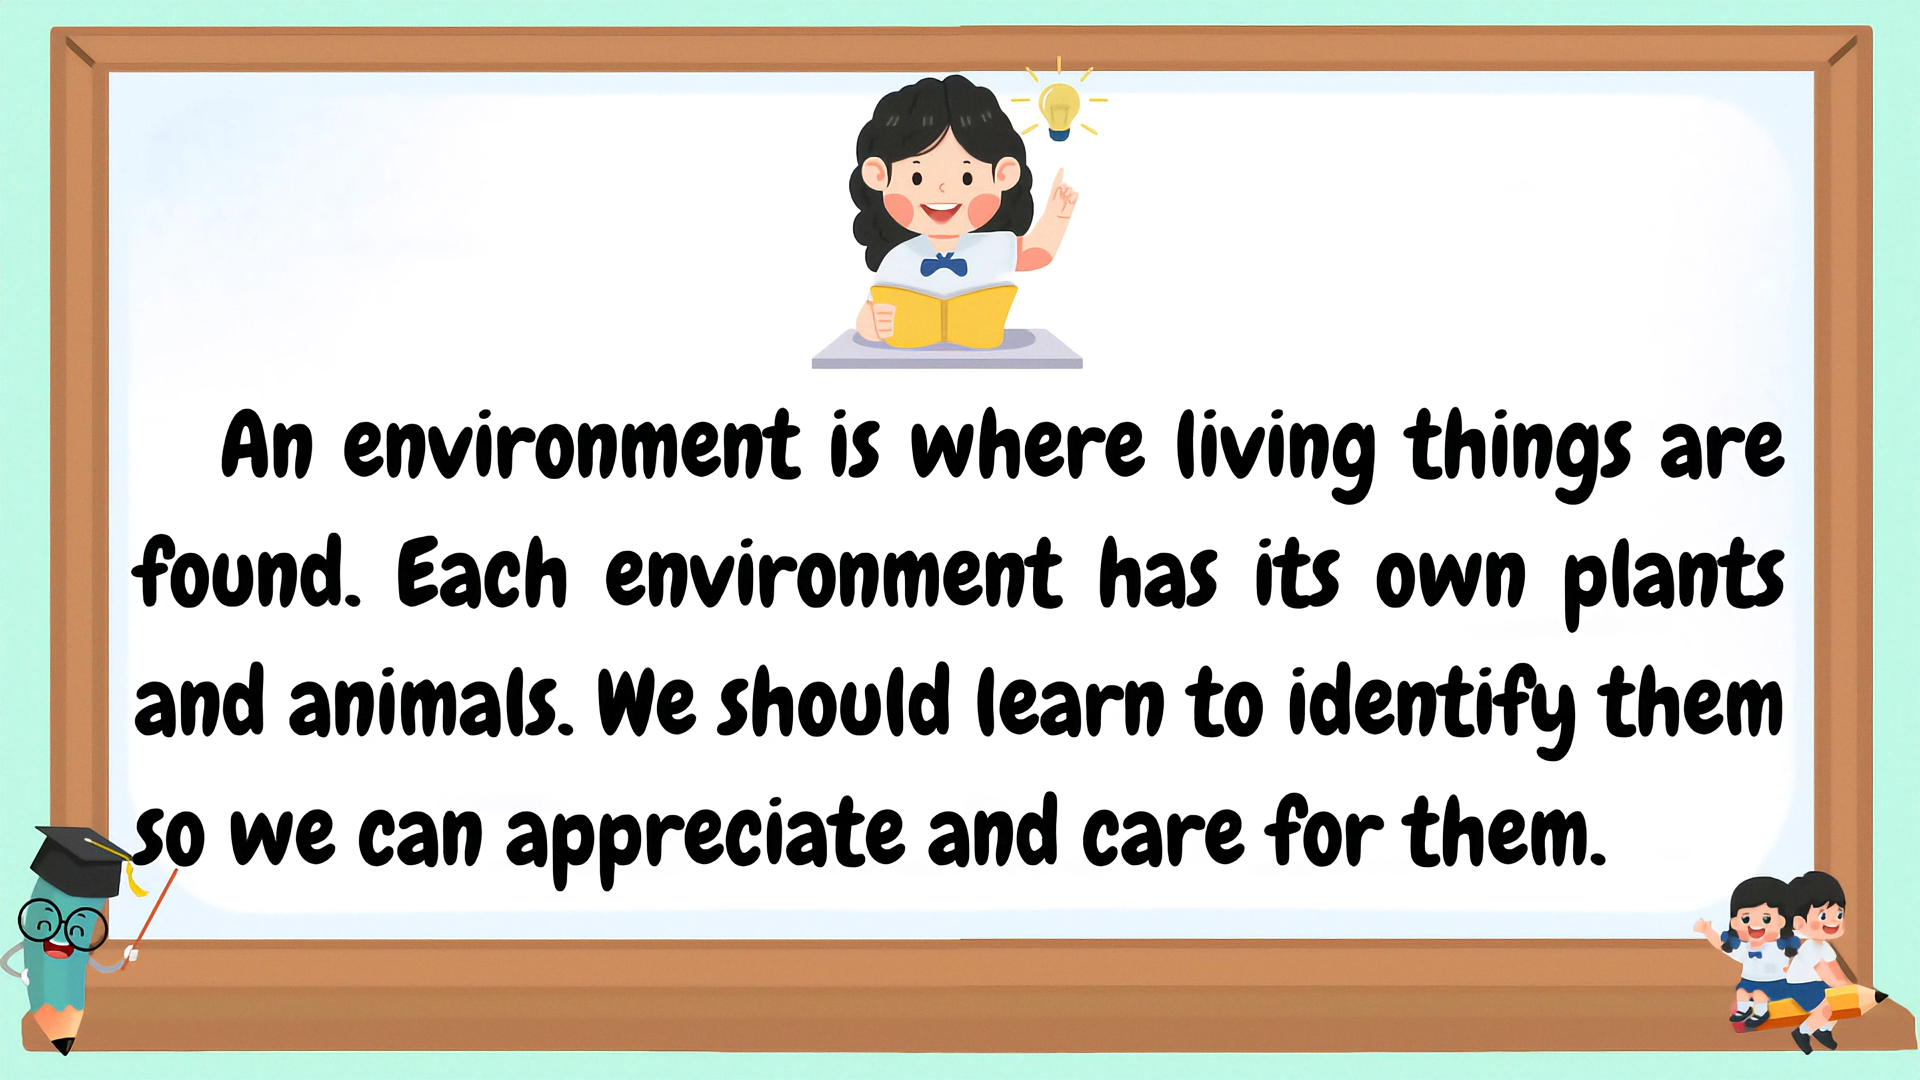 An environment is where living things are
found. Each environment has its own plants
and animals. We should learn to identify them
so we can appreciate and care for them.